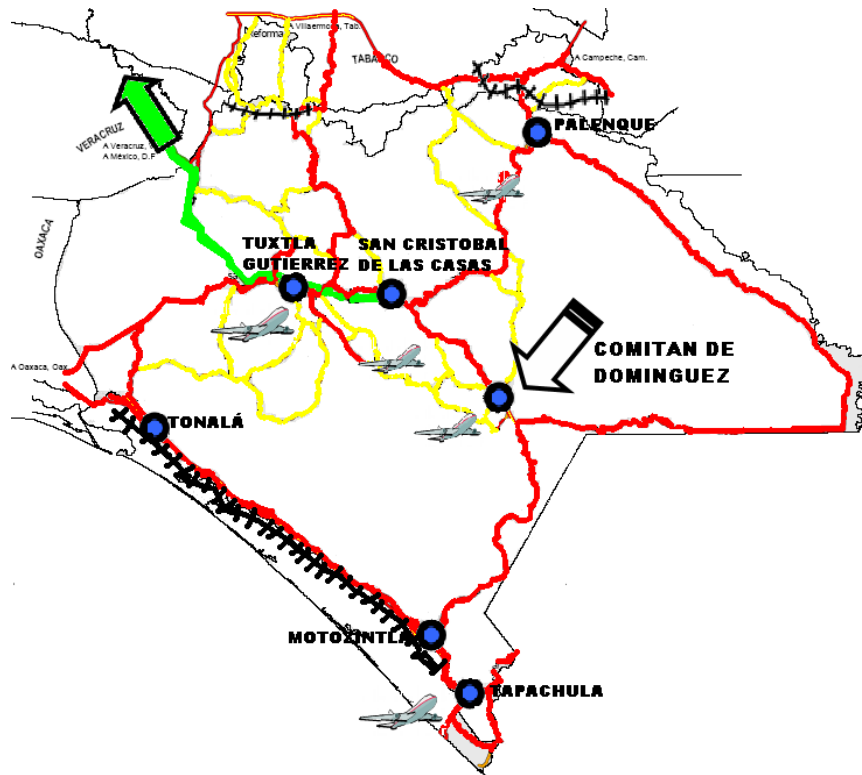 A Villaermosa, Tab.
Reforma
TABASCO
A Campeche, Cam.
PALENQUE
VERACRUZ
A Veracruz,
A México, D.F
OAXACA
TUXTLA
GUTIERREZ
SAN CRISTOBAL
DE LAS CASAS
COMITAN DE
DOMINGUEZ
A Oaxaca, Oax.
TONALÁ
MOTOZINTLA
TAPACHULA